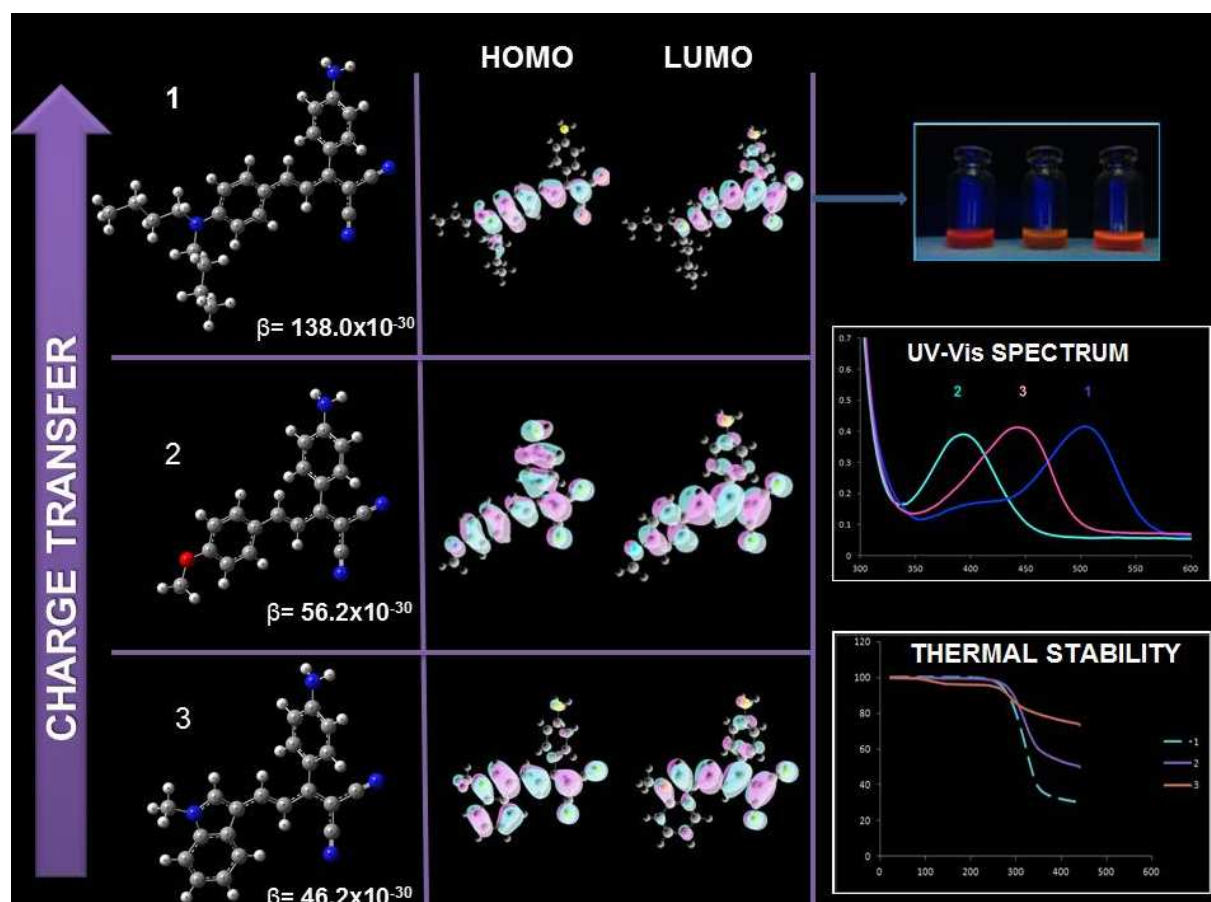 CHARGE TRANSFER
HOMO LUMO
1
β= 138.0x10⁻³⁰
2
β= 56.2x10⁻³⁰
3
β= 46.2x10⁻³⁰
UV-Vis SPECTRUM
2 3 1
0.7
0.6
0.5
0.4
0.3
0.2
0.1
0
300 350 400 450 500 550 600
THERMAL STABILITY
120
100
80
60
40
20
0
0 100 200 300 400 500 600
1
2
3